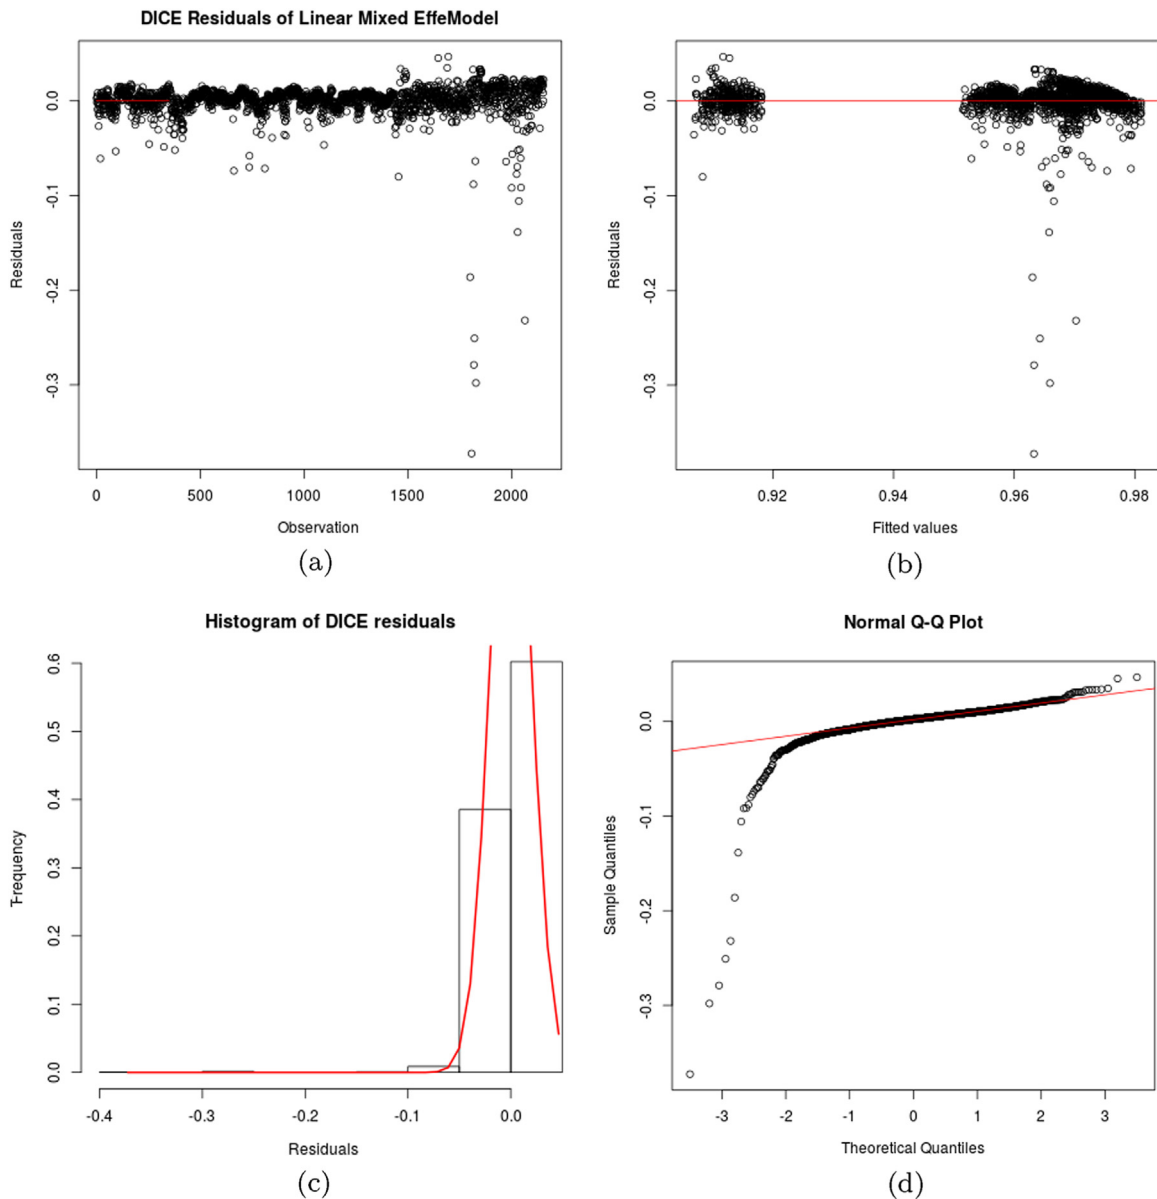 DICE Residuals of Linear Mixed EffeModel
0.0
-0.1
-0.2
-0.3
Residuals
0
500
1000
1500
2000
Observation
(a)
0.0
-0.1
-0.2
-0.3
Residuals
0.92
0.94
0.96
0.98
Fitted values
(b)
Histogram of DICE residuals
0.6
0.5
0.4
0.3
0.2
0.1
0.0
Frequency
-0.4
-0.3
-0.2
-0.1
0.0
Residuals
(c)
Normal Q-Q Plot
0.0
-0.1
-0.2
-0.3
Sample Quantiles
-3
-2
-1
0
1
2
3
Theoretical Quantiles
(d)